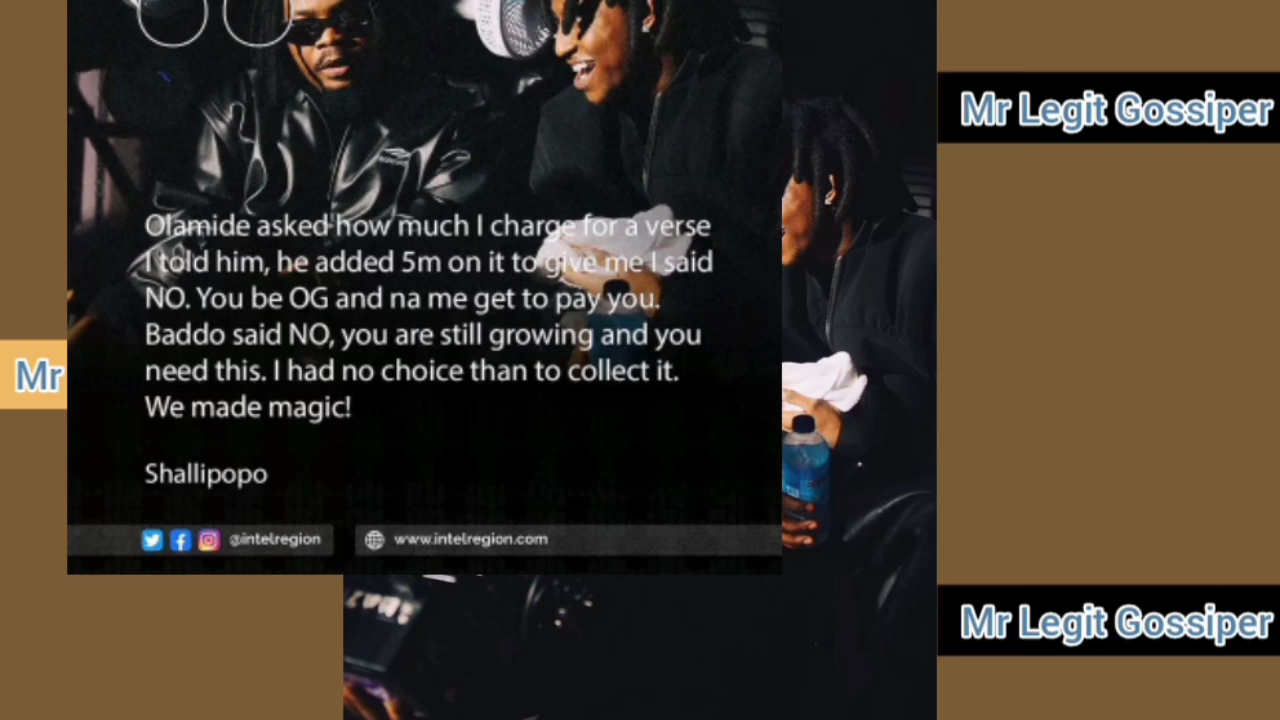 Mr Legit Gossiper
Olamide asked how much I charge for a verse
I told him, he added 5m on it to give me I said
NO. You be OG and na me get to pay you.
Baddo said NO, you are still growing and you
need this. I had no choice than to collect it.
We made magic!
Shallipopo
Mr
@intelregion
www.intelregion.com
Mr Legit Gossiper